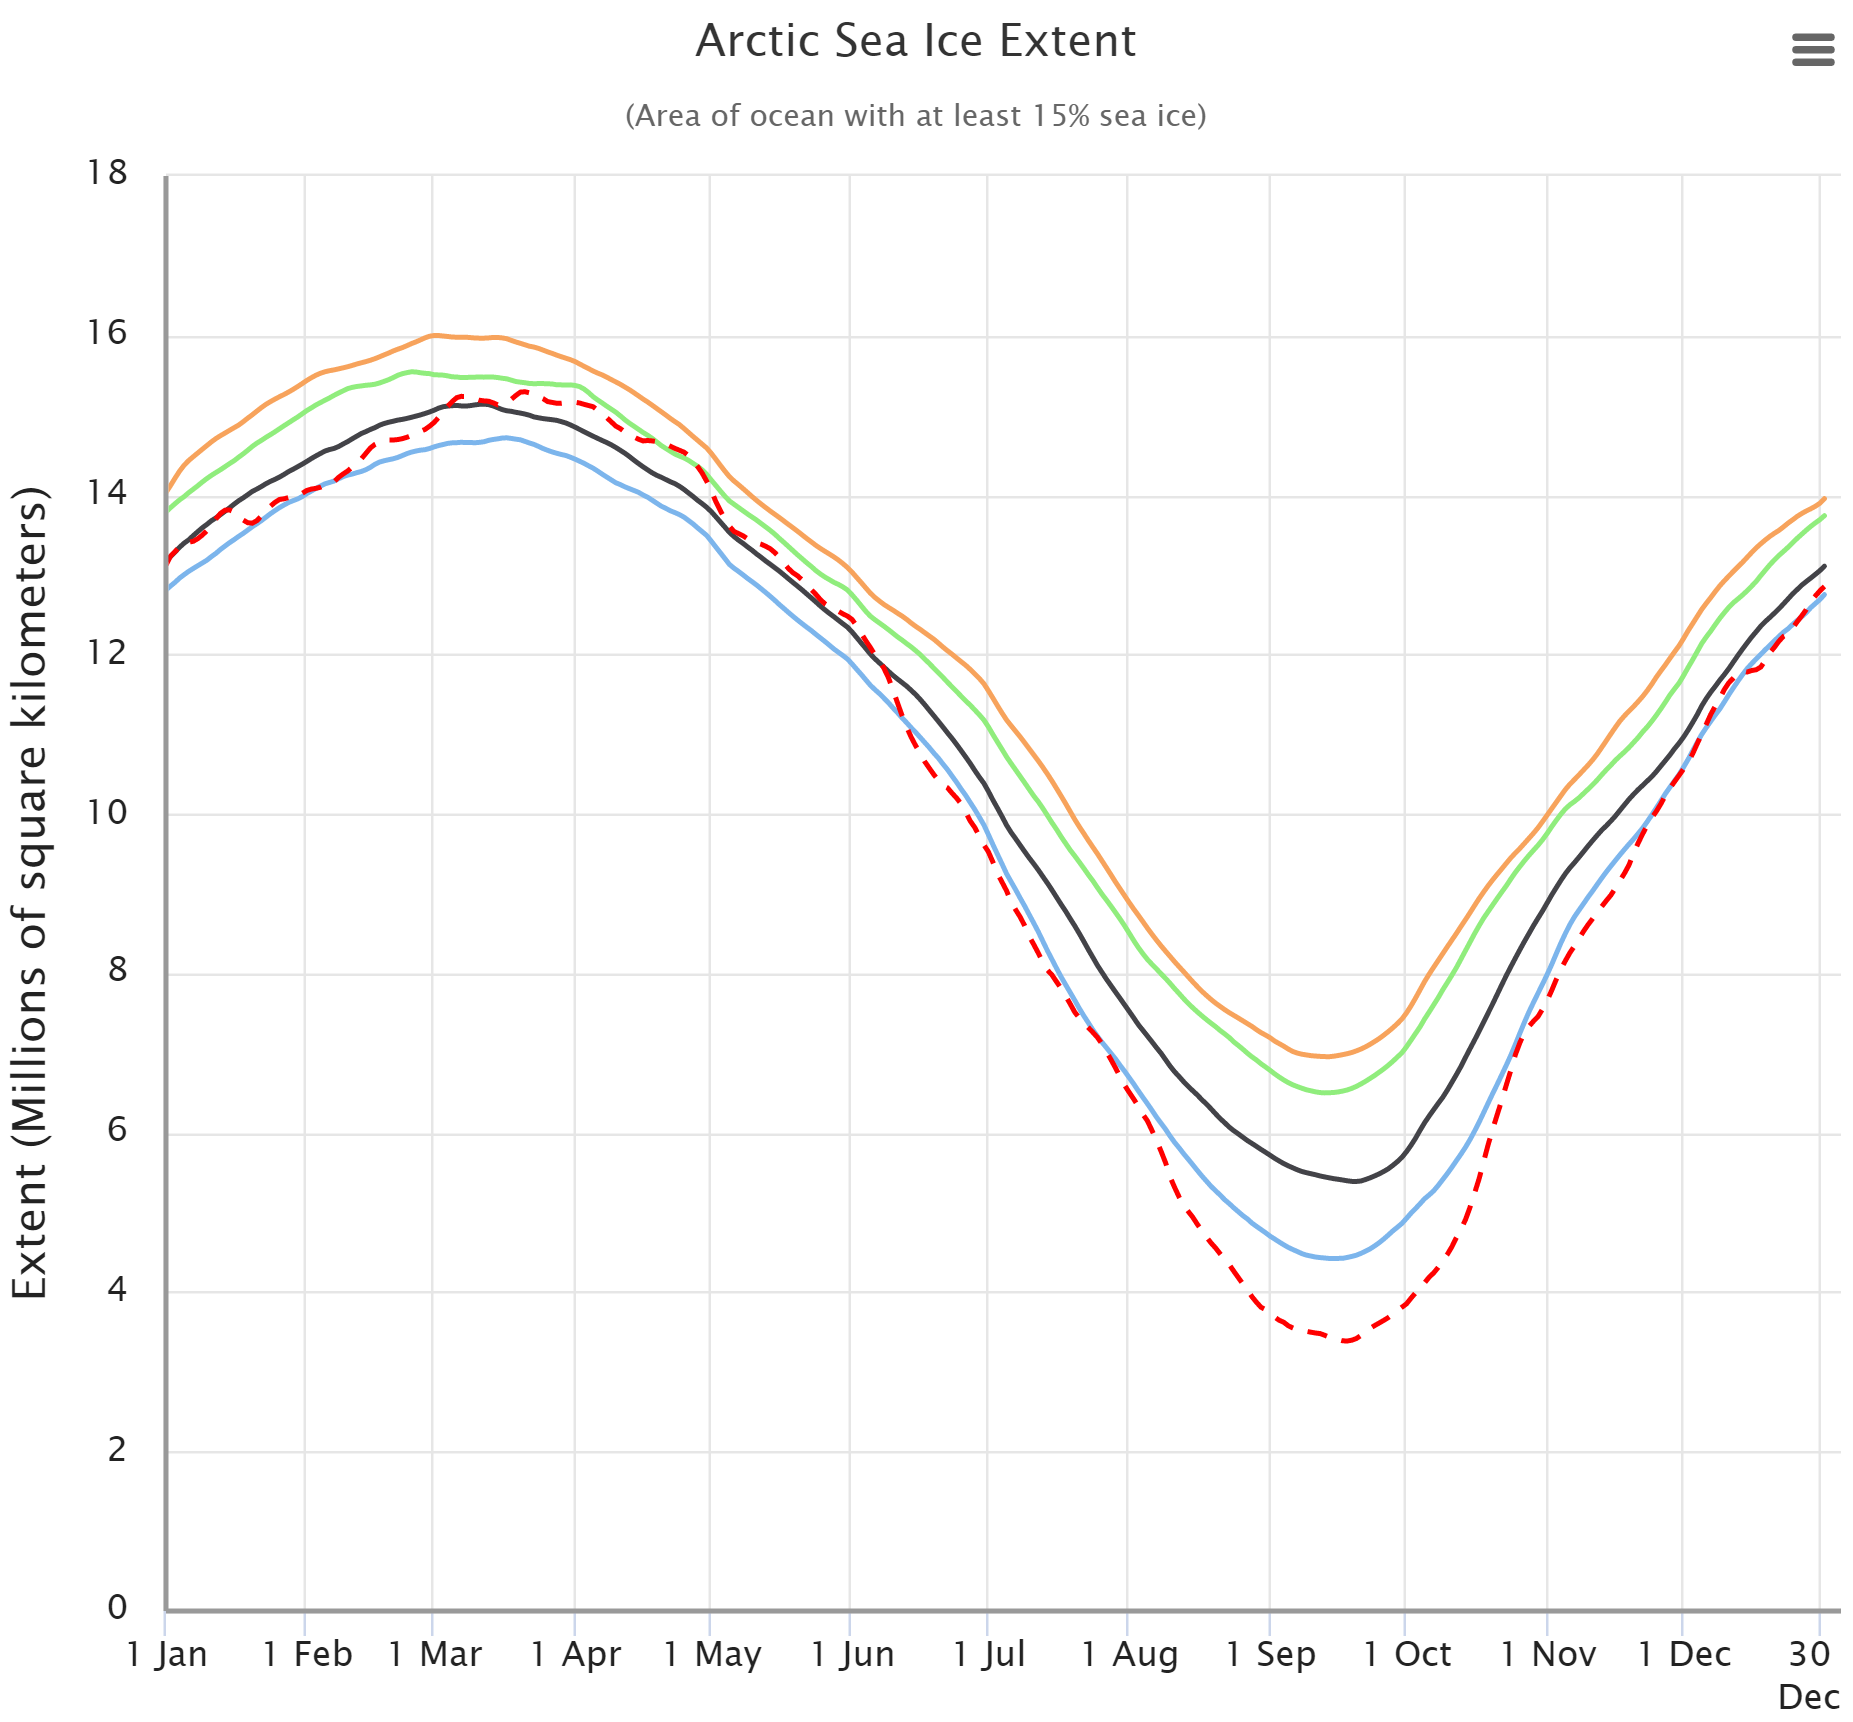 Arctic Sea Ice Extent
(Area of ocean with at least 15% sea ice)
Extent (Millions of square kilometers)
18
16
14
12
10
8
6
4
2
0
1 Jan
1 Feb
1 Mar
1 Apr
1 May
1 Jun
1 Jul
1 Aug
1 Sep
1 Oct
1 Nov
1 Dec
30
Dec